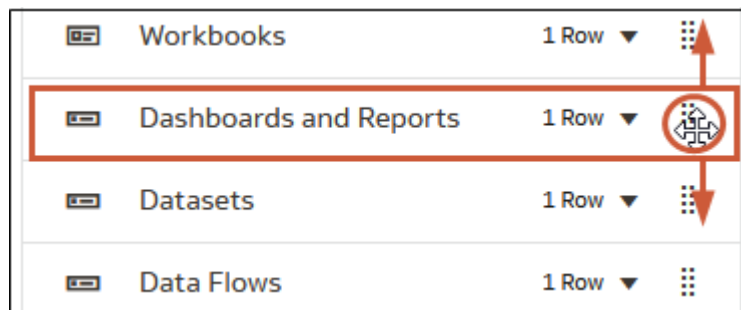 Workbooks 1 Row
Dashboards and Reports 1 Row
Datasets 1 Row
Data Flows 1 Row